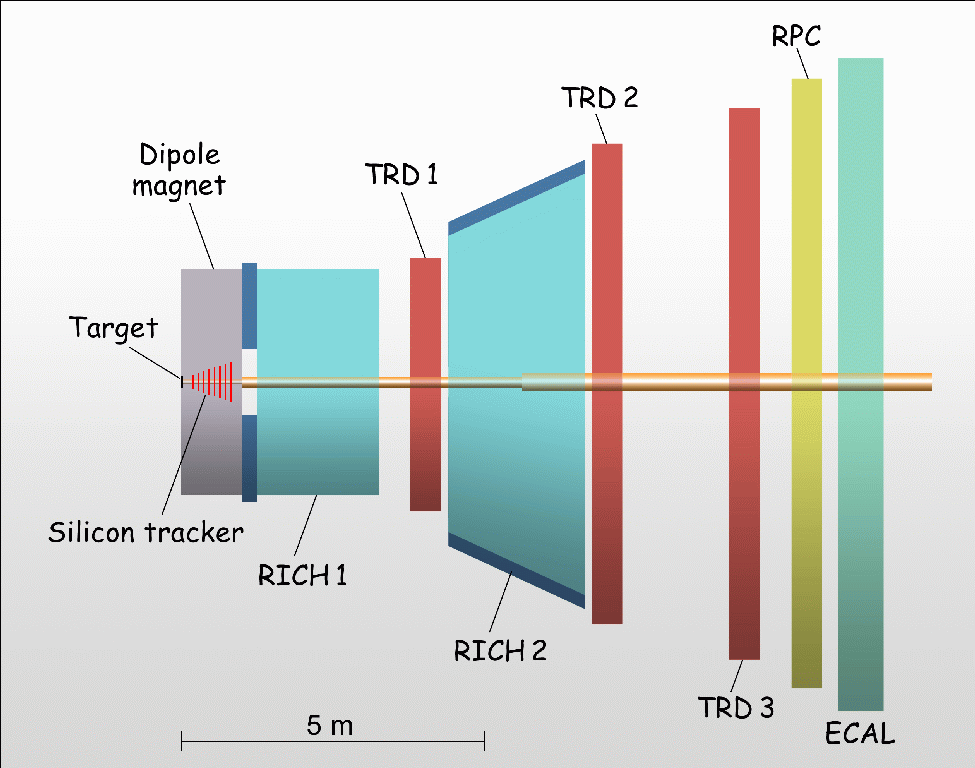 RPC
TRD 2
Dipole
magnet
TRD 1
Target
Silicon tracker
RICH 1
RICH 2
TRD 3
5 m
ECAL